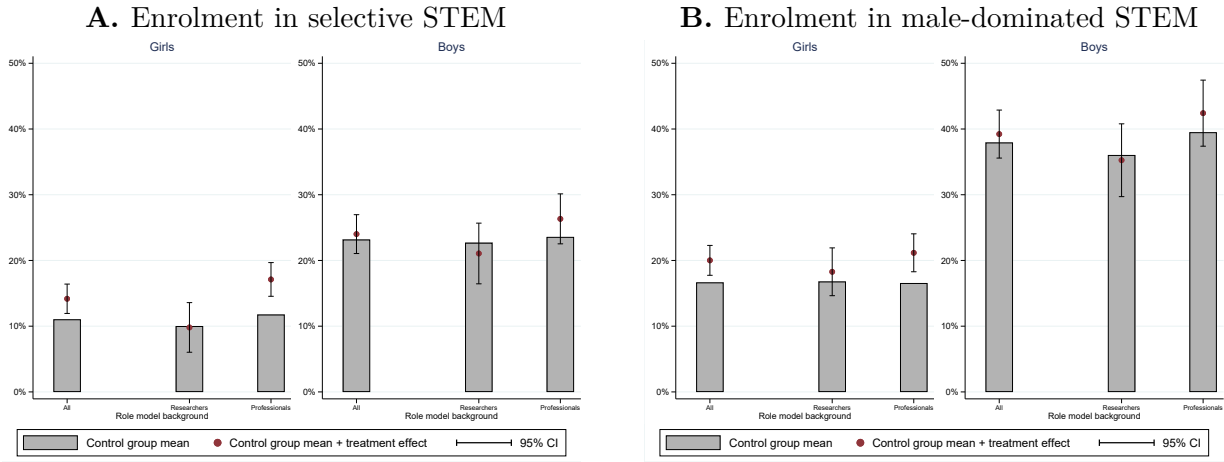 A. Enrolment in selective STEM
Girls
Boys
50%
40%
30%
20%
10%
0%
50%
40%
30%
20%
10%
0%
All
Researchers
Professionals
Role model background
All
Researchers
Professionals
Role model background
Control group mean
Control group mean + treatment effect
95% CI
B. Enrolment in male-dominated STEM
Girls
Boys
50%
40%
30%
20%
10%
0%
50%
40%
30%
20%
10%
0%
All
Researchers
Professionals
Role model background
All
Researchers
Professionals
Role model background
Control group mean
Control group mean + treatment effect
95% CI